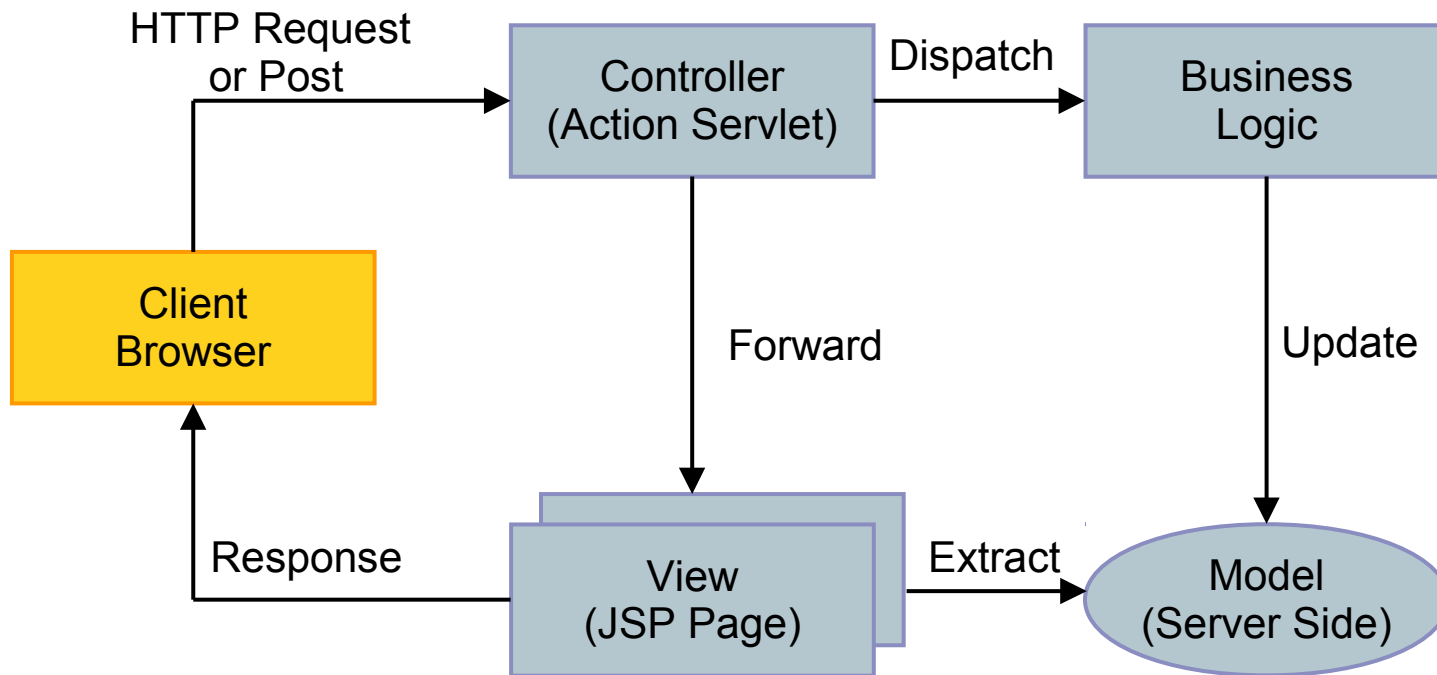 HTTP Request
or Post
Controller
(Action Servlet)
Dispatch
Business
Logic
Client
Browser
Forward
Update
Response
View
(JSP Page)
Extract
Model
(Server Side)